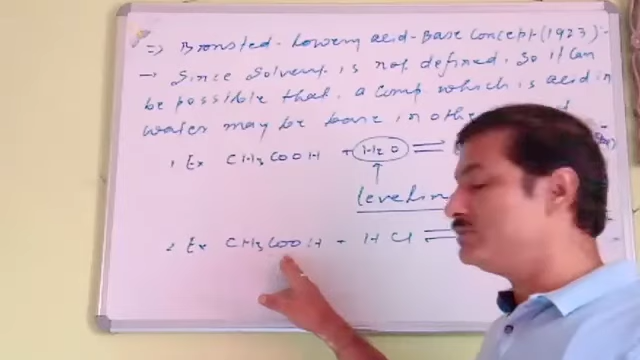 => Bronsted-Lowery acid-Base Concept (1923):-
→ Since Solvent is not defined, So it Can
be possible that, a Comp which is acid in
water may be base in other
1 Ex CH3COOH + H2O ⇌
levelin
2 Ex CH3COOH + HCl ⇌